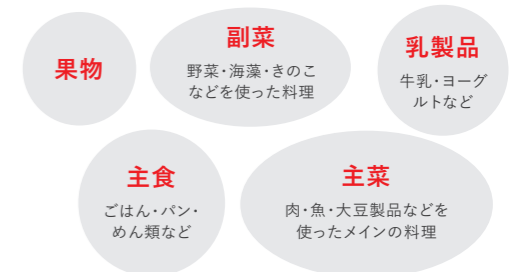 果物
副菜
野菜・海藻・きのこ
などを使った料理
乳製品
牛乳・ヨーグ
ルトなど
主食
ごはん・パン・
めん類など
主菜
肉・魚・大豆製品などを
使ったメインの料理